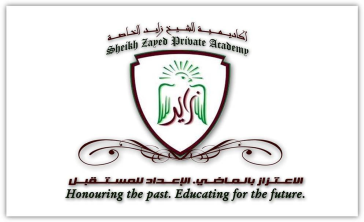 أكاديمية الشيخ زايد الخاصة
Sheikh Zayed Private Academy
زايد
الاعتزاز بالماضي. الإعداد للمستقبل
Honouring the past. Educating for the future.